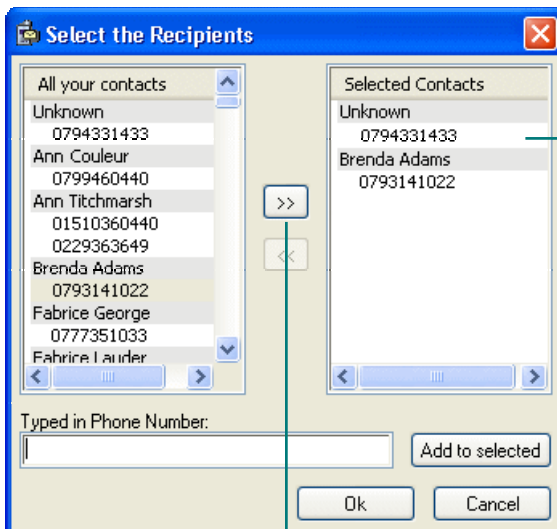 Select the Recipients
All your contacts
Unknown
0794331433
Ann Couleur
0799460440
Ann Titchmarsh
01510360440
0229363649
Brenda Adams
0793141022
Fabrice George
0777351033
Fabrice Lauder
>>
<<
Selected Contacts
Unknown
0794331433
Brenda Adams
0793141022
Typed in Phone Number:
Add to selected
Ok
Cancel